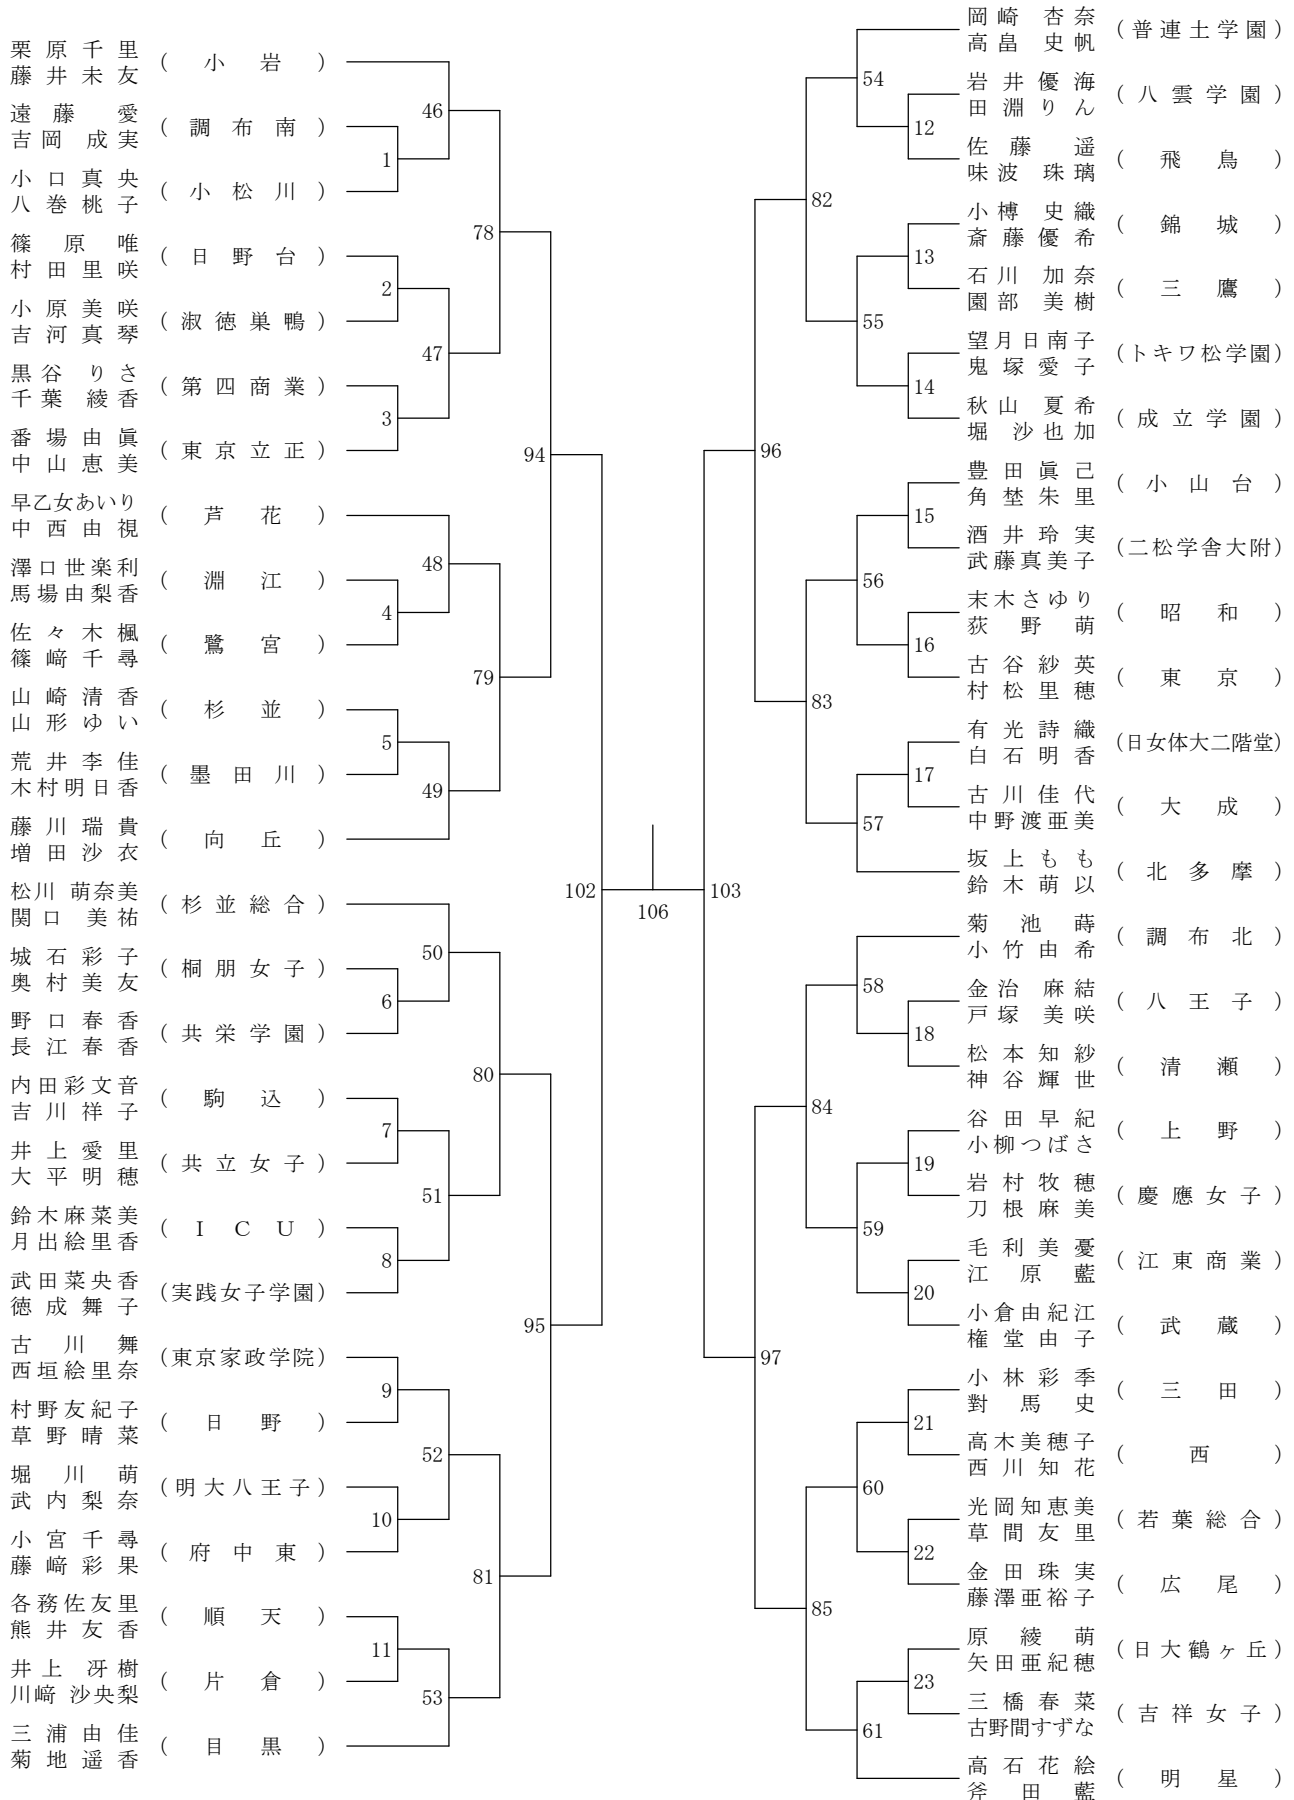 栗原千里
藤井未友
(小岩)
遠藤愛
吉岡成実
(調布南)
小口真央
八巻桃子
(小松川)
篠原唯
村田里咲
(日野台)
小原美咲
吉河真琴
(淑徳巣鴨)
黒谷りさ
千葉綾香
(第四商業)
番場由眞
中山恵美
(東京立正)
早乙女あいり
中西由視
(芦花)
澤口世楽利
馬場由梨香
(淵江)
佐々木楓
篠﨑千尋
(鷺宮)
山崎清香
山形ゆい
(杉並)
荒井李佳
木村明日香
(墨田川)
藤川瑞貴
増田沙衣
(向丘)
松川萌奈美
関口美祐
(杉並総合)
城石彩子
奥村美友
(桐朋女子)
野口春香
長江春香
(共栄学園)
内田彩文音
吉川祥子
(駒込)
井上愛里
大平明穂
(共立女子)
鈴木麻菜美
月出絵里香
(ICU)
武田菜央香
徳成舞子
(実践女子学園)
古川舞
西垣絵里奈
(東京家政学院)
村野友紀子
草野晴菜
(日野)
堀川萌
武内梨奈
(明大八王子)
小宮千尋
藤﨑彩果
(府中東)
各務佐友里
熊井友香
(順天)
井上冴樹
川﨑沙央梨
(片倉)
三浦由佳
菊地遥香
(目黒)
1
2
3
4
5
6
7
8
9
10
11
46
47
48
49
50
51
52
53
78
79
80
81
94
95
102
106
103
96
97
82
83
84
85
54
55
56
57
58
59
60
61
12
13
14
15
16
17
18
19
20
21
22
23
岡崎杏奈
高畠史帆
(普連土学園)
岩井優海
田淵りん
(八雲学園)
佐藤遥
味波珠璃
(飛鳥)
小榑史織
斎藤優希
(錦城)
石川加奈
園部美樹
(三鷹)
望月日南子
鬼塚愛子
(トキワ松学園)
秋山夏希
堀沙也加
(成立学園)
豊田眞己
角埜朱里
(小山台)
酒井玲実
武藤真美子
(二松学舎大附)
末木さゆり
荻野萌
(昭和)
古谷紗英
村松里穂
(東京)
有光詩織
白石明香
(日女体大二階堂)
古川佳代
中野渡亜美
(大成)
坂上もも
鈴木萌以
(北多摩)
菊池蒔
小竹由希
(調布北)
金治麻結
戸塚美咲
(八王子)
松本知紗
神谷輝世
(清瀬)
谷田早紀
小柳つばさ
(上野)
岩村牧穂
刀根麻美
(慶應女子)
毛利美憂
江原藍
(江東商業)
小倉由紀江
権堂由子
(武蔵)
小林彩季
對馬史
(三田)
高木美穂子
西川知花
(西)
光岡知恵美
草間友里
(若葉総合)
金田珠実
藤澤亜裕子
(広尾)
原綾萌
矢田亜紀穂
(日大鶴ヶ丘)
三橋春菜
古野間すずな
(吉祥女子)
高石花絵
斧田藍
(明星)